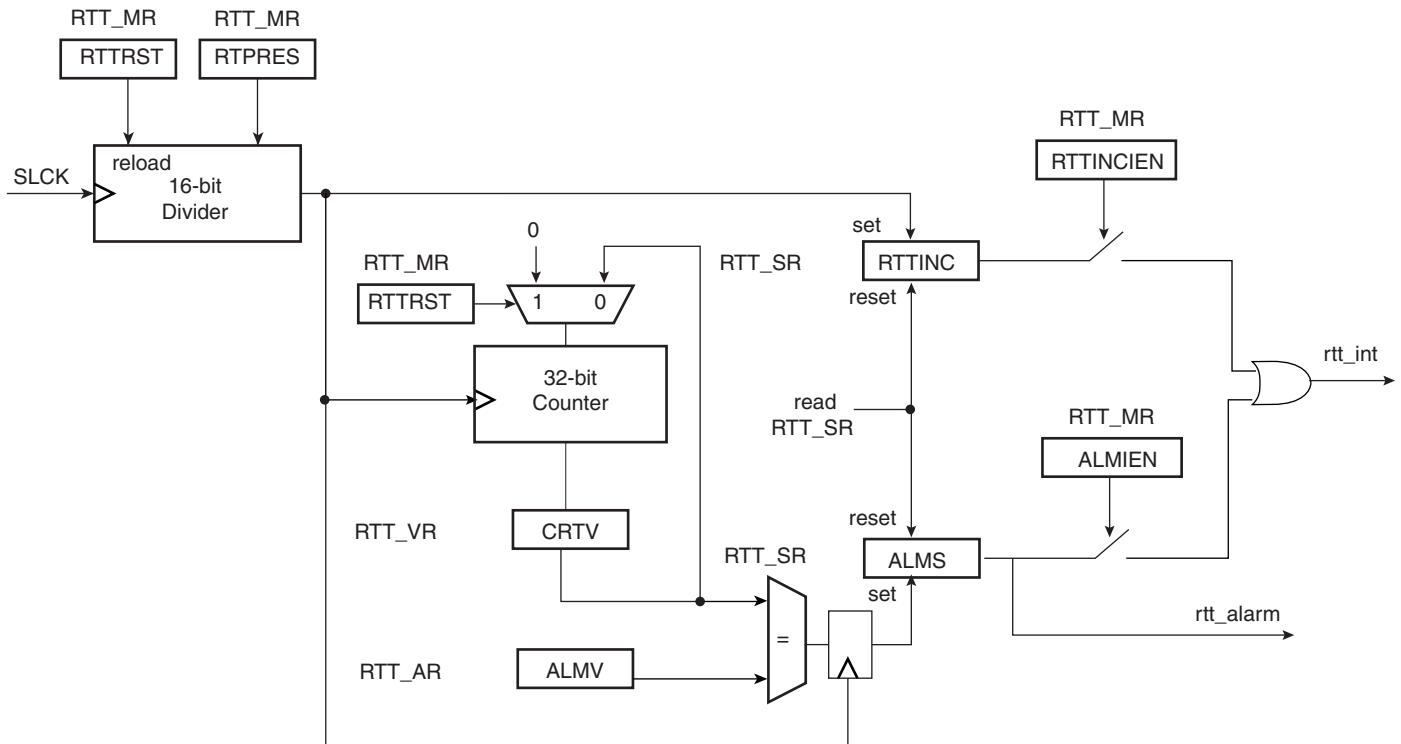 RTT_MR
RTT_MR
RTTRST
RTPRES
SLCK
reload
16-bit
Divider
RTT_MR
RTTINCIEN
0
set
RTT_MR
RTT_SR
RTTINC
RTTRST
1 0
reset
32-bit
Counter
rtt_int
read
RTT_SR
RTT_MR
ALMIEN
reset
RTT_VR
CRTV
RTT_SR
ALMS
set
rtt_alarm
=
RTT_AR
ALMV